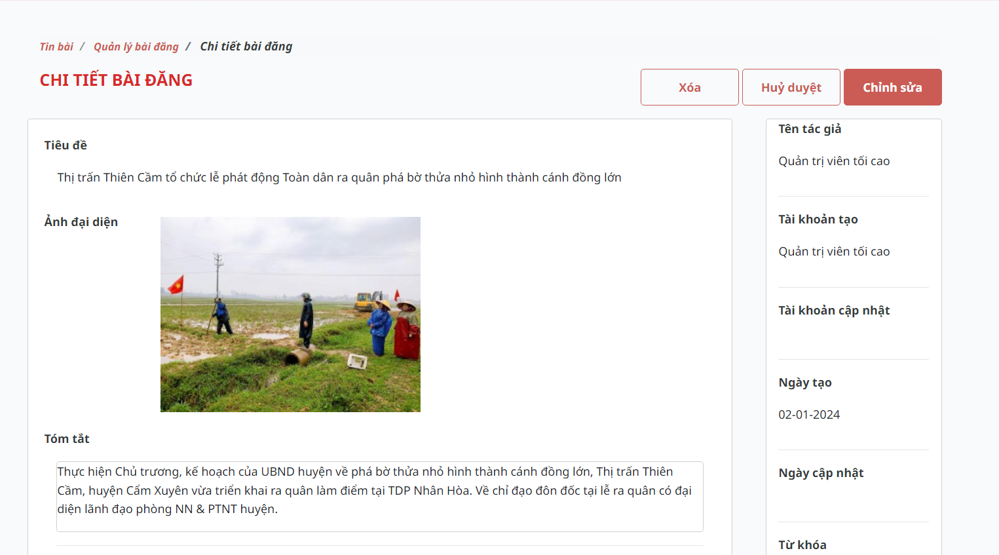 Tin bài / Quản lý bài đăng / Chi tiết bài đăng
CHI TIẾT BÀI ĐĂNG
Xóa
Huỷ duyệt
Chỉnh sửa
Tiêu đề
Thị trấn Thiên Cầm tổ chức lễ phát động Toàn dân ra quân phá bờ thửa nhỏ hình thành cánh đồng lớn
Ảnh đại diện
Tóm tắt
Thực hiện Chủ trương, kế hoạch của UBND huyện về phá bờ thửa nhỏ hình thành cánh đồng lớn, Thị trấn Thiên
Cầm, huyện Cẩm Xuyên vừa triển khai ra quân làm điểm tại TDP Nhân Hòa. Về chỉ đạo đôn đốc tại lễ ra quân có đại
diện lãnh đạo phòng NN & PTNT huyện.
Tên tác giả
Quản trị viên tối cao
Tài khoản tạo
Quản trị viên tối cao
Tài khoản cập nhật
Ngày tạo
02-01-2024
Ngày cập nhật
Từ khóa